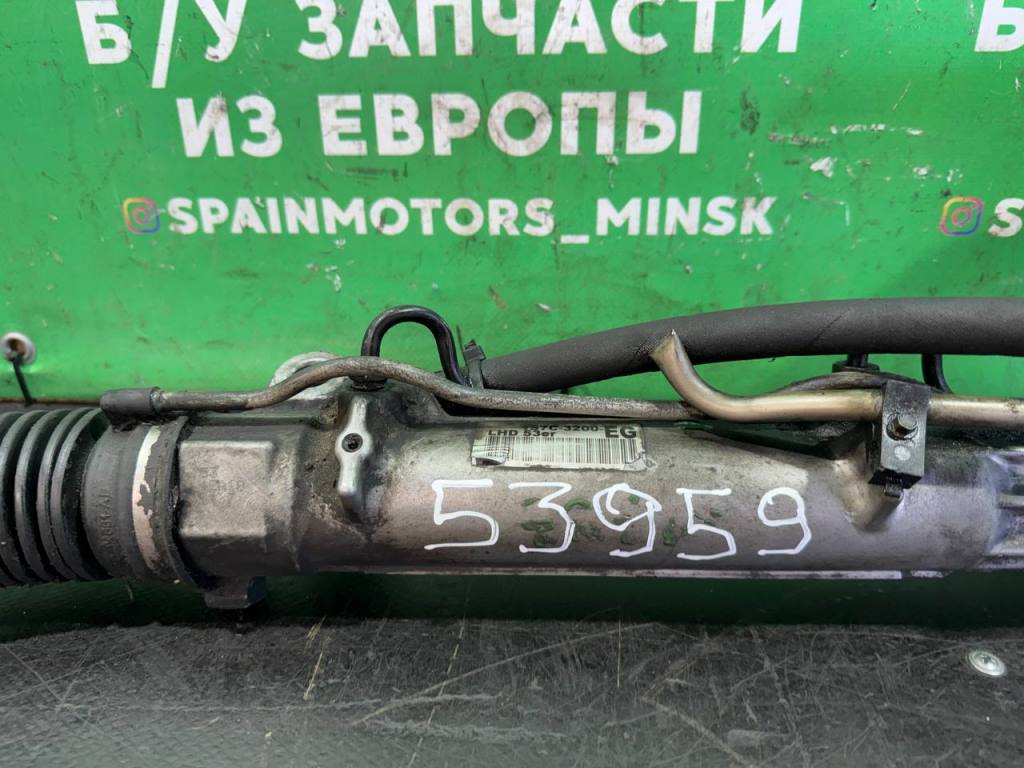 Б/У ЗАПЧАСТИ
ИЗ ЕВРОПЫ
SPAINMOTORS_MINSK
EG
LHD
53959